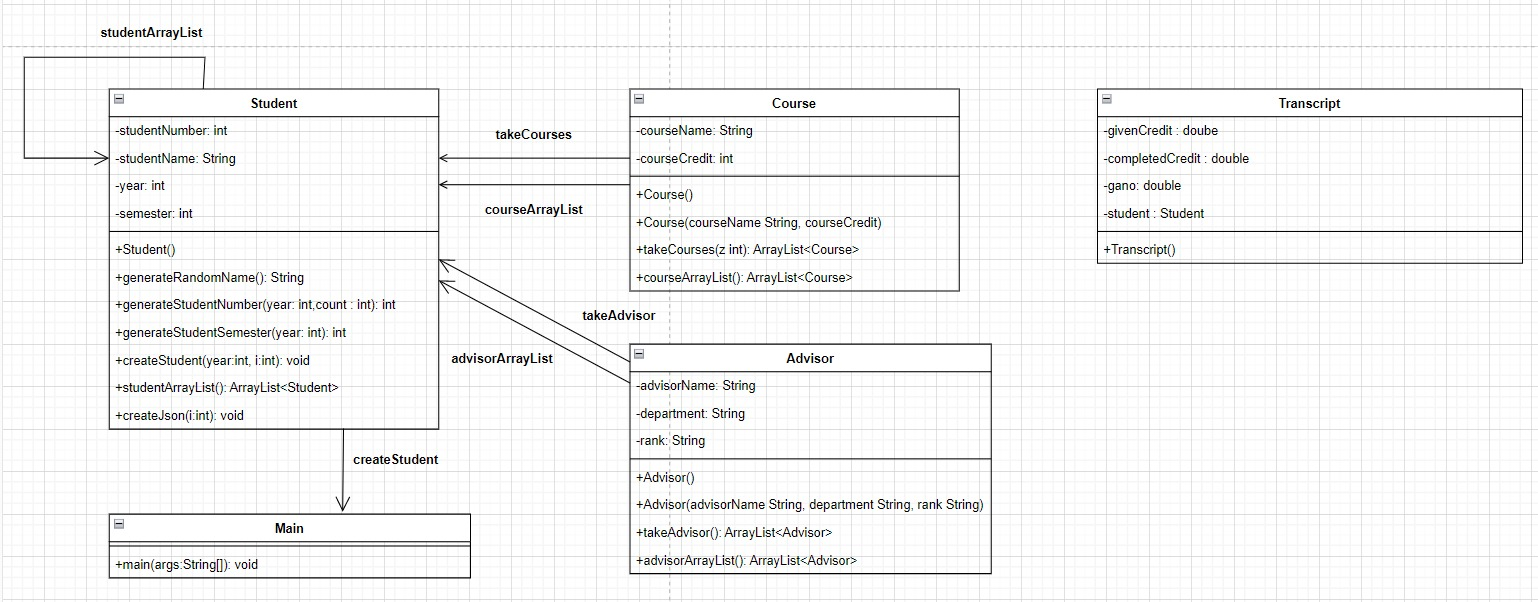 studentArrayList
Student
-studentNumber: int
-studentName: String
-year: int
-semester: int
+Student()
+generateRandomName(): String
+generateStudentNumber(year: int,count : int): int
+generateStudentSemester(year: int): int
+createStudent(year:int, i:int): void
+studentArrayList(): ArrayList<Student>
+createJson(i:int): void
takeCourses
courseArrayList
Course
-courseName: String
-courseCredit: int
+Course()
+Course(courseName String, courseCredit)
+takeCourses(z int): ArrayList<Course>
+courseArrayList(): ArrayList<Course>
Transcript
-givenCredit : doube
-completedCredit : double
-gano: double
-student : Student
+Transcript()
takeAdvisor
advisorArrayList
Advisor
-advisorName: String
-department: String
-rank: String
+Advisor()
+Advisor(advisorName String, department String, rank String)
+takeAdvisor(): ArrayList<Advisor>
+advisorArrayList(): ArrayList<Advisor>
createStudent
Main
+main(args:String[]): void